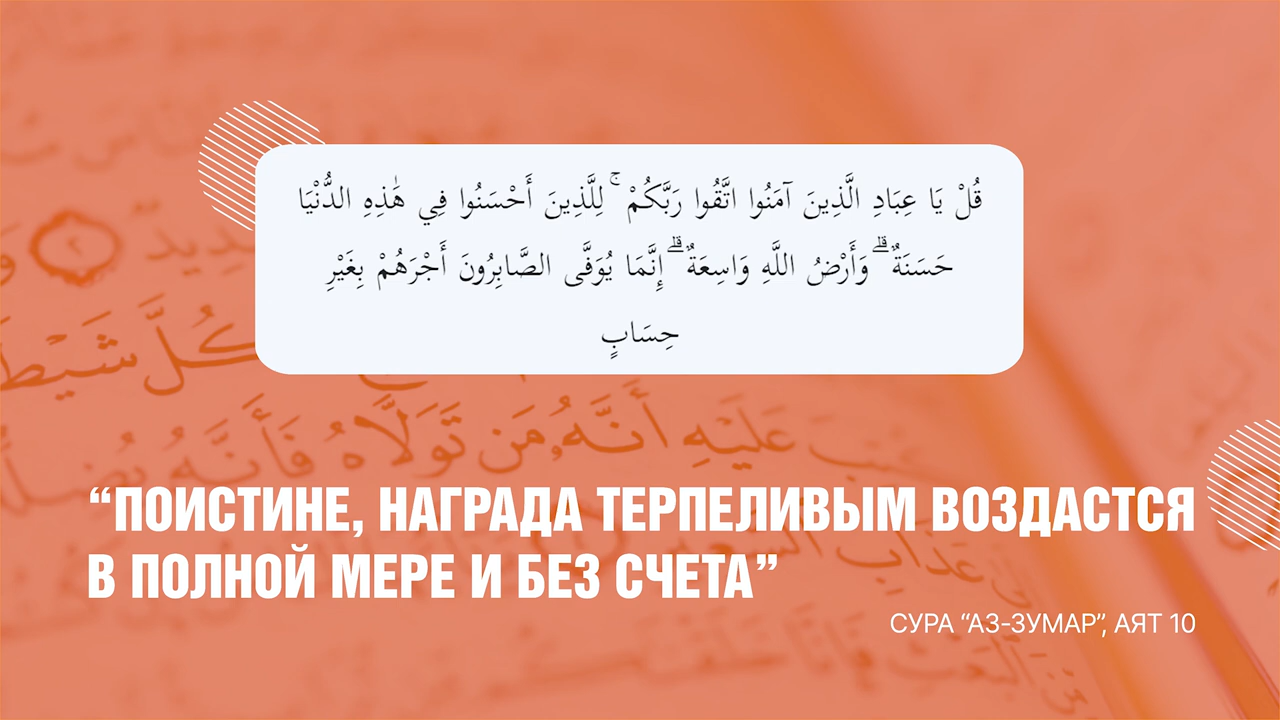 قُلْ يَا عِبَادِ الَّذِينَ آمَنُوا اتَّقُوا رَبَّكُمْ ۚ لِلَّذِينَ أَحْسَنُوا فِي هَٰذِهِ الدُّنْيَا
حَسَنَةٌ ۗ وَأَرْضُ اللَّهِ وَاسِعَةٌ ۗ إِنَّمَا يُوَفَّى الصَّابِرُونَ أَجْرَهُمْ بِغَيْرِ
حِسَابٍ
كُلَّ شَيْطَ
عَلَيْهِ أَنَّهُۥ مَن تَوَلَّاهُ فَأَنَّهُ يُضِلُّ
“ПОИСТИНЕ, НАГРАДА ТЕРПЕЛИВЫМ ВОЗДАСТСЯ
В ПОЛНОЙ МЕРЕ И БЕЗ СЧЕТА”
СУРА “АЗ-ЗУМАР”, АЯТ 10